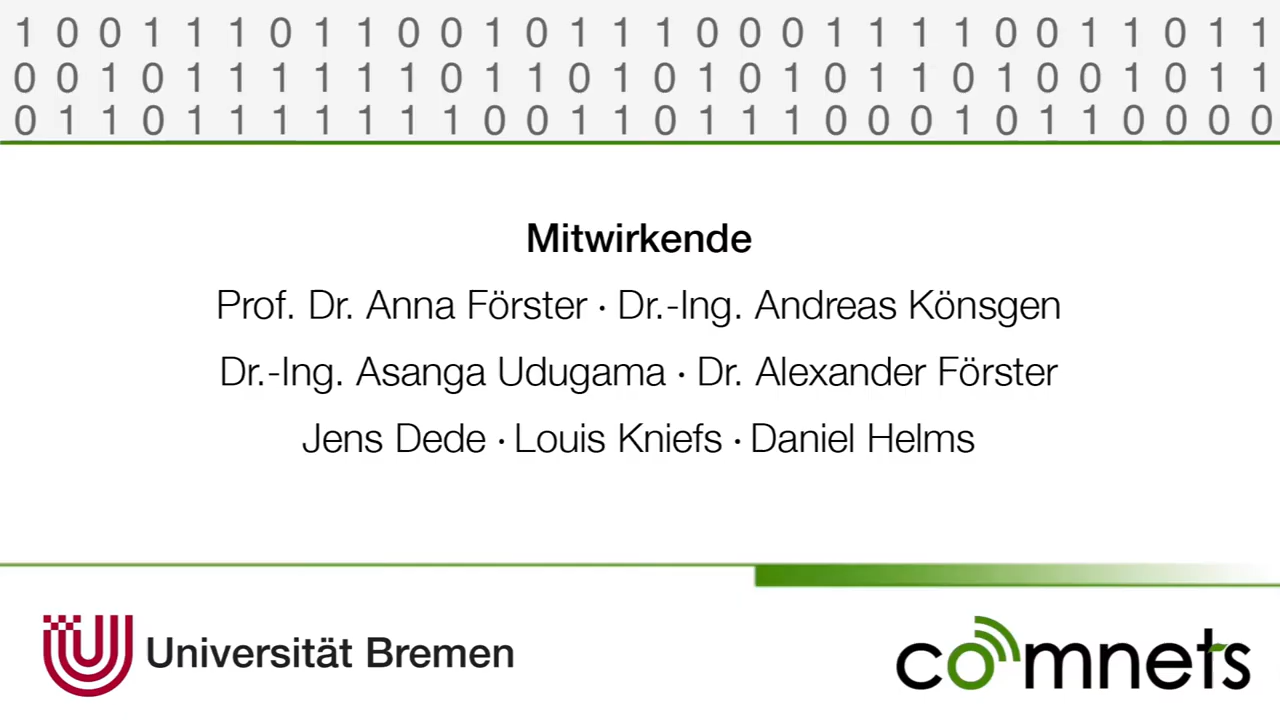 1 0 0 1 1 1 0 1 1 0 0 1 0 1 1 1 0 0 0 1 1 1 1 0 0 1 1 0 1 1
0 0 1 0 1 1 1 1 1 1 0 1 1 0 1 0 1 0 1 0 1 1 0 1 0 0 1 0 1 1
0 1 1 0 1 1 1 1 1 1 1 0 0 1 1 0 1 1 1 0 0 0 1 0 1 1 0 0 0 0
Mitwirkende
Prof. Dr. Anna Förster · Dr.-Ing. Andreas Könsgen
Dr.-Ing. Asanga Udugama · Dr. Alexander Förster
Jens Dede · Louis Kniefs · Daniel Helms
Universität Bremen
comnets